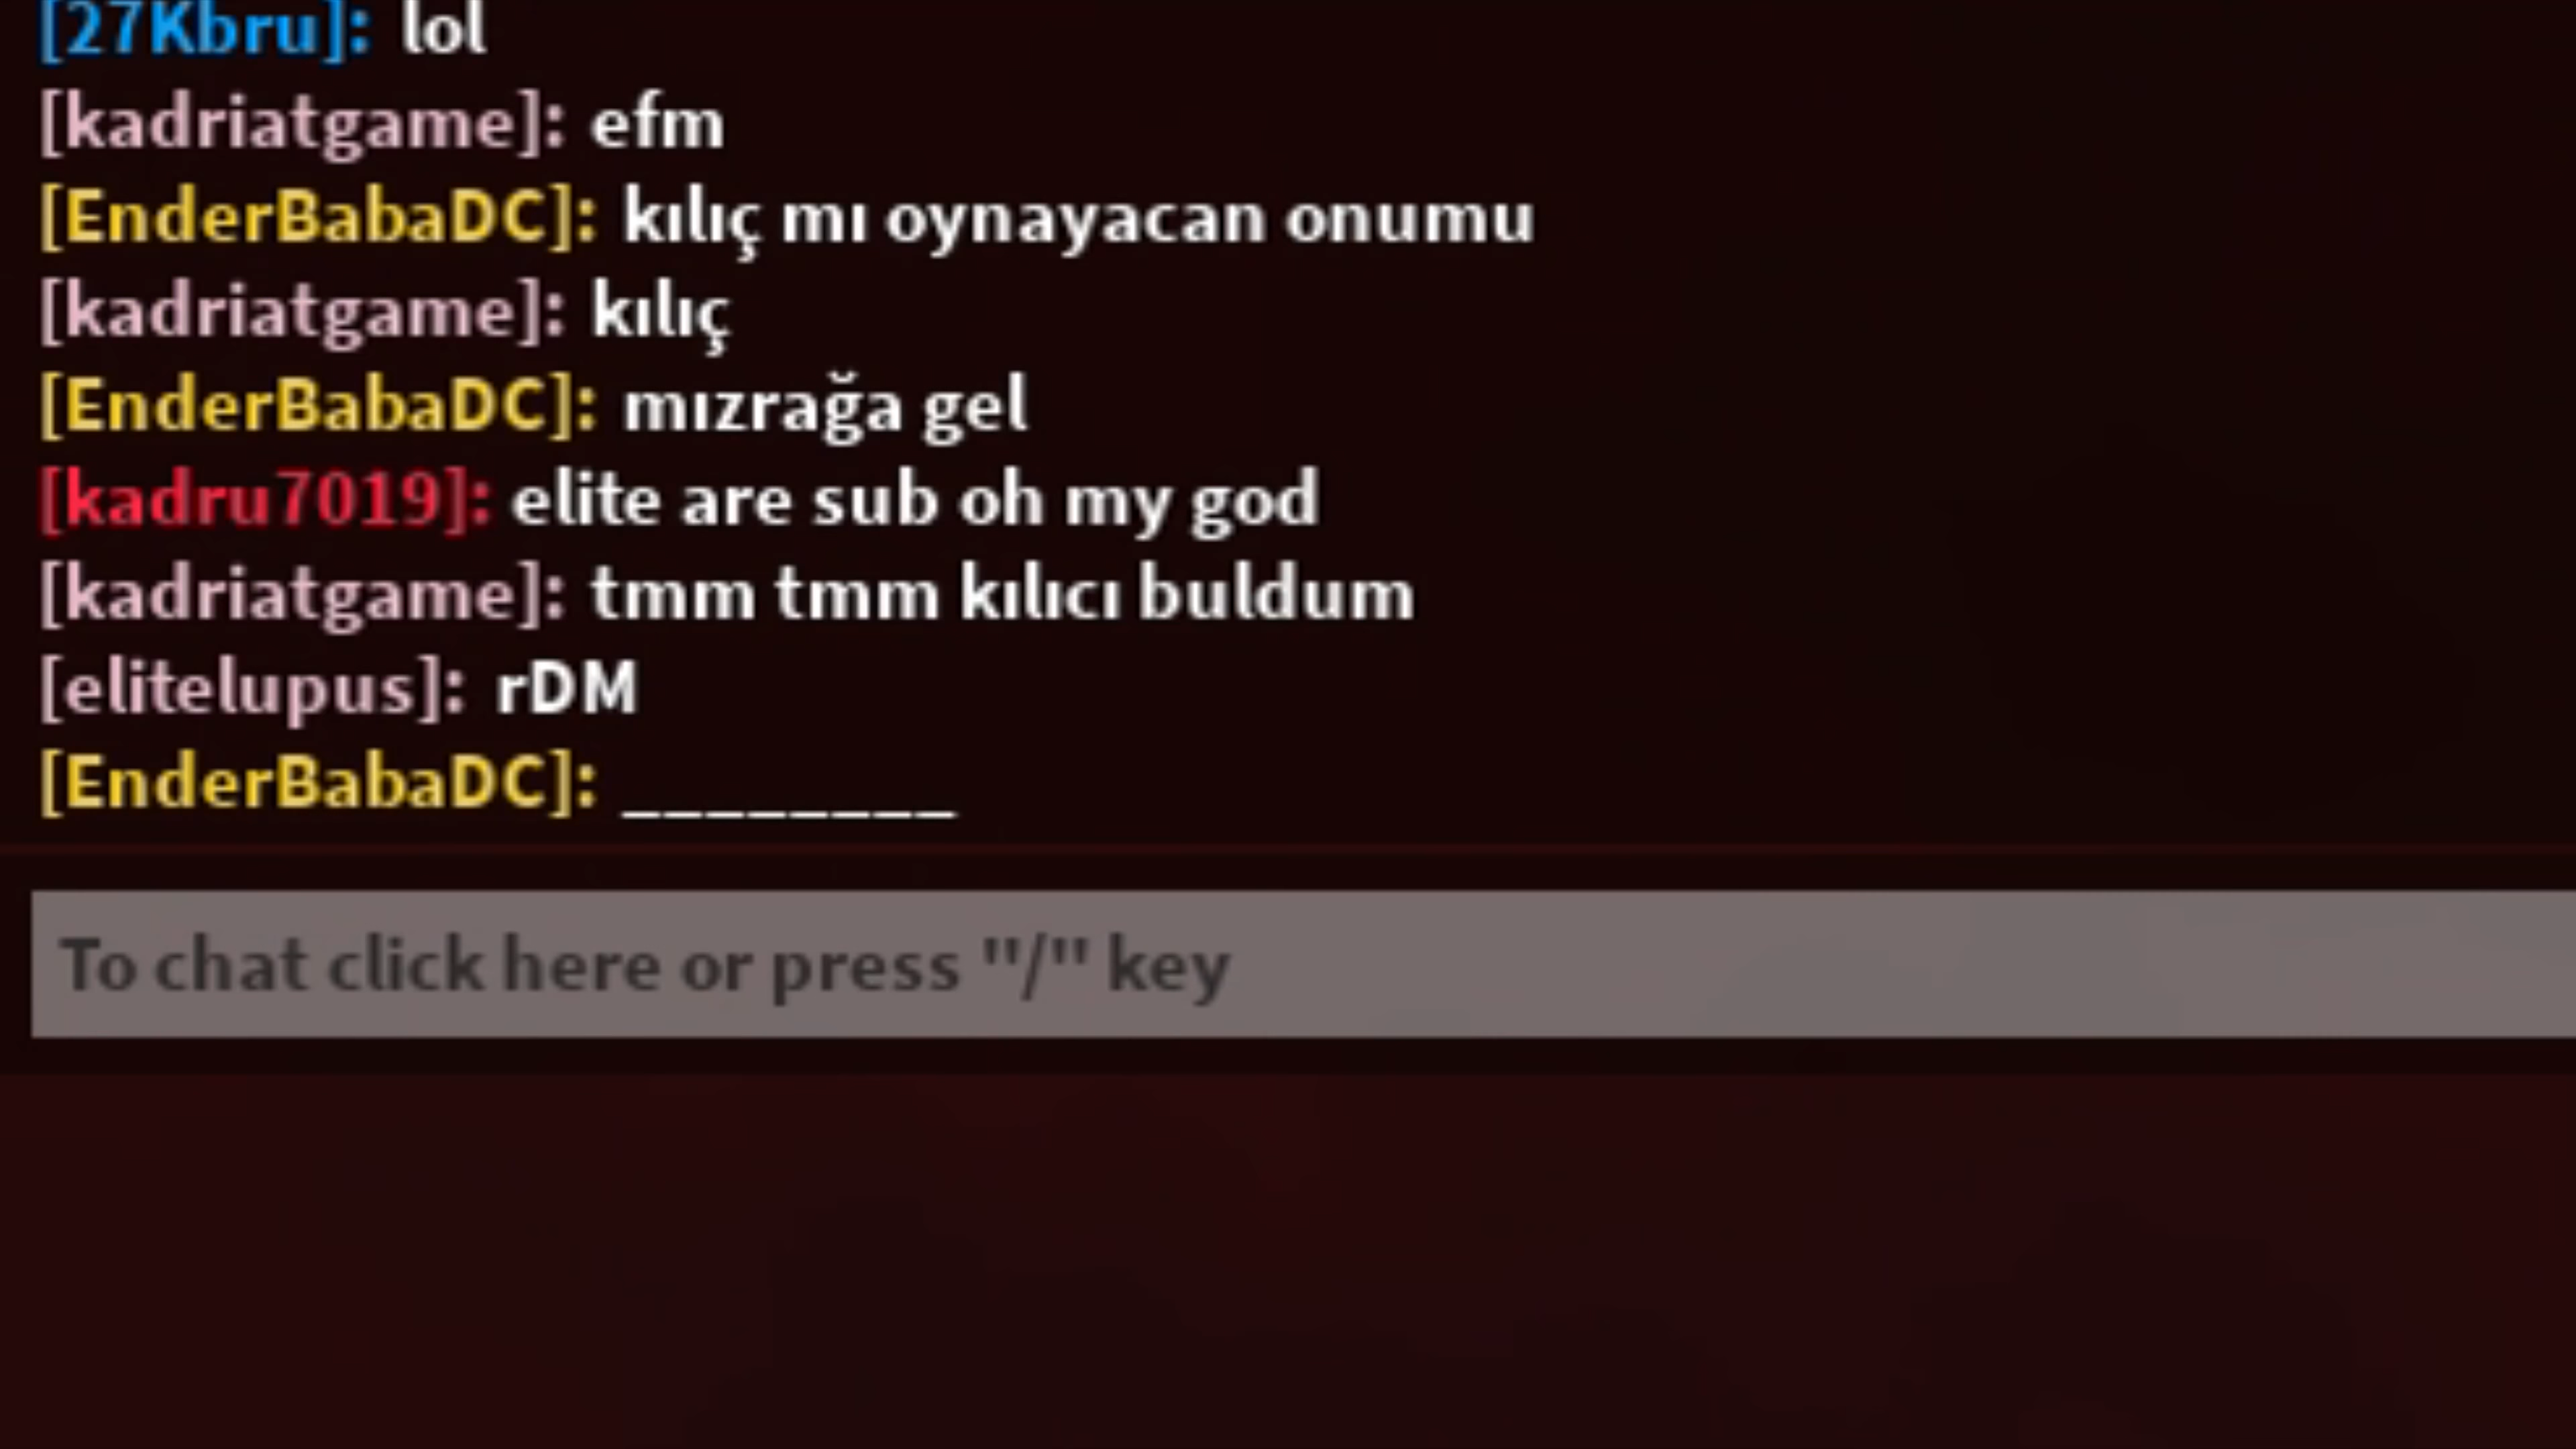 [27Kbru]: lol
[kadriatgame]: efm
[EnderBabaDC]: kılıç mı oynayacan onumu
[kadriatgame]: kılıç
[EnderBabaDC]: mızrağa gel
[kadru7019]: elite are sub oh my god
[kadriatgame]: tmm tmm kılıcı buldum
[elitelupus]: rDM
[EnderBabaDC]: ________
To chat click here or press "/" key